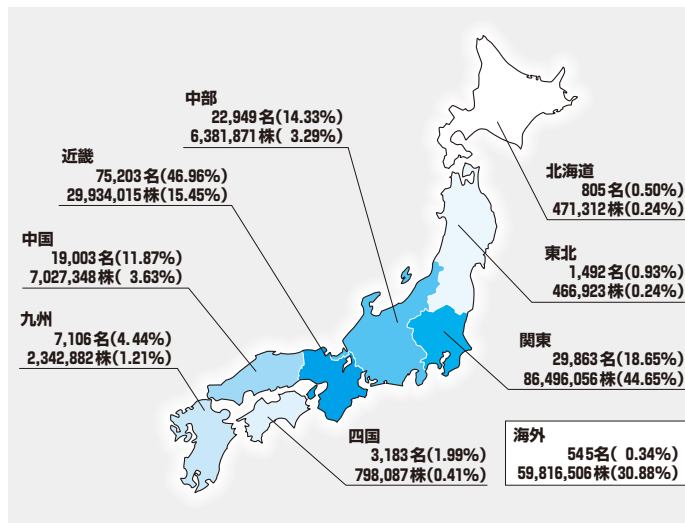 中部
22,949名(14.33%)
6,381,871株( 3.29%)
近畿
75,203名(46.96%)
29,934,015株(15.45%)
中国
19,003名(11.87%)
7,027,348株( 3.63%)
九州
7,106名(4.44%)
2,342,882株(1.21%)
北海道
805名(0.50%)
471,312株(0.24%)
東北
1,492名(0.93%)
466,923株(0.24%)
関東
29,863名(18.65%)
86,496,056株(44.65%)
四国
3,183名(1.99%)
798,087株(0.41%)
海外
545名( 0.34%)
59,816,506株(30.88%)